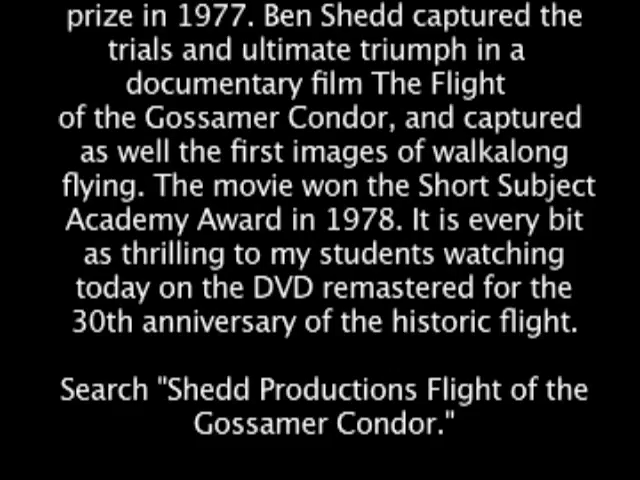 prize in 1977. Ben Shedd captured the
trials and ultimate triumph in a
documentary film The Flight
of the Gossamer Condor, and captured
as well the first images of walkalong
flying. The movie won the Short Subject
Academy Award in 1978. It is every bit
as thrilling to my students watching
today on the DVD remastered for the
30th anniversary of the historic flight.
Search "Shedd Productions Flight of the
Gossamer Condor."